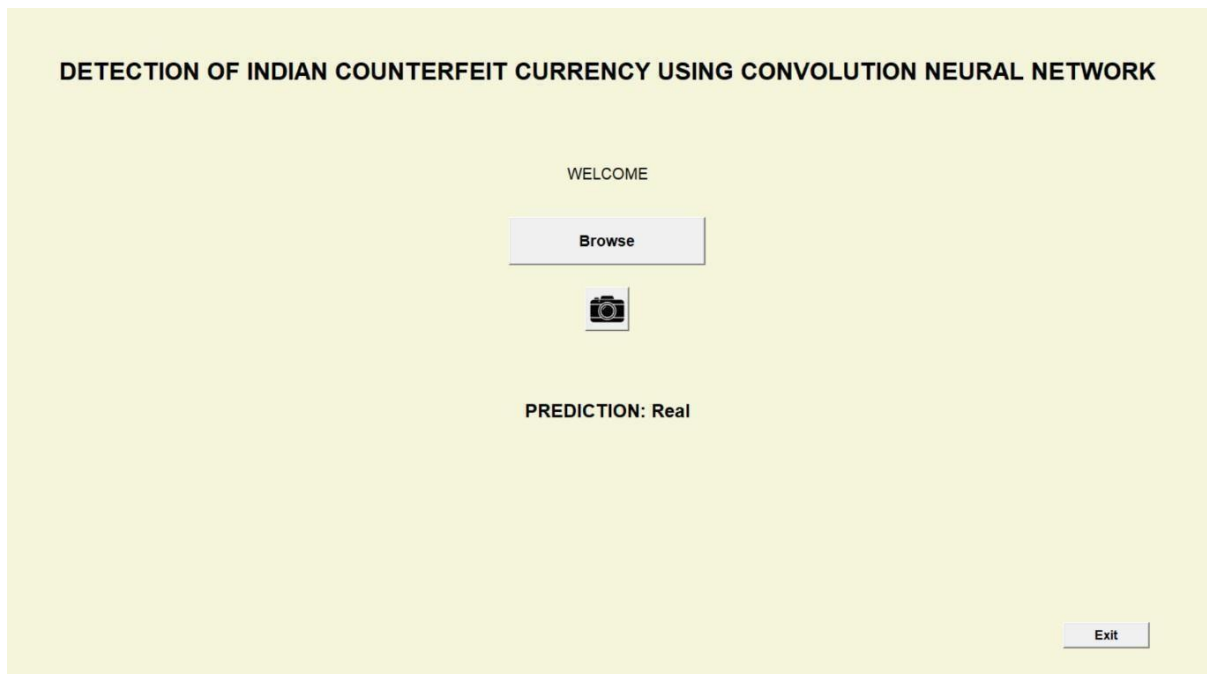 DETECTION OF INDIAN COUNTERFEIT CURRENCY USING CONVOLUTION NEURAL NETWORK
WELCOME
Browse
PREDICTION: Real
Exit